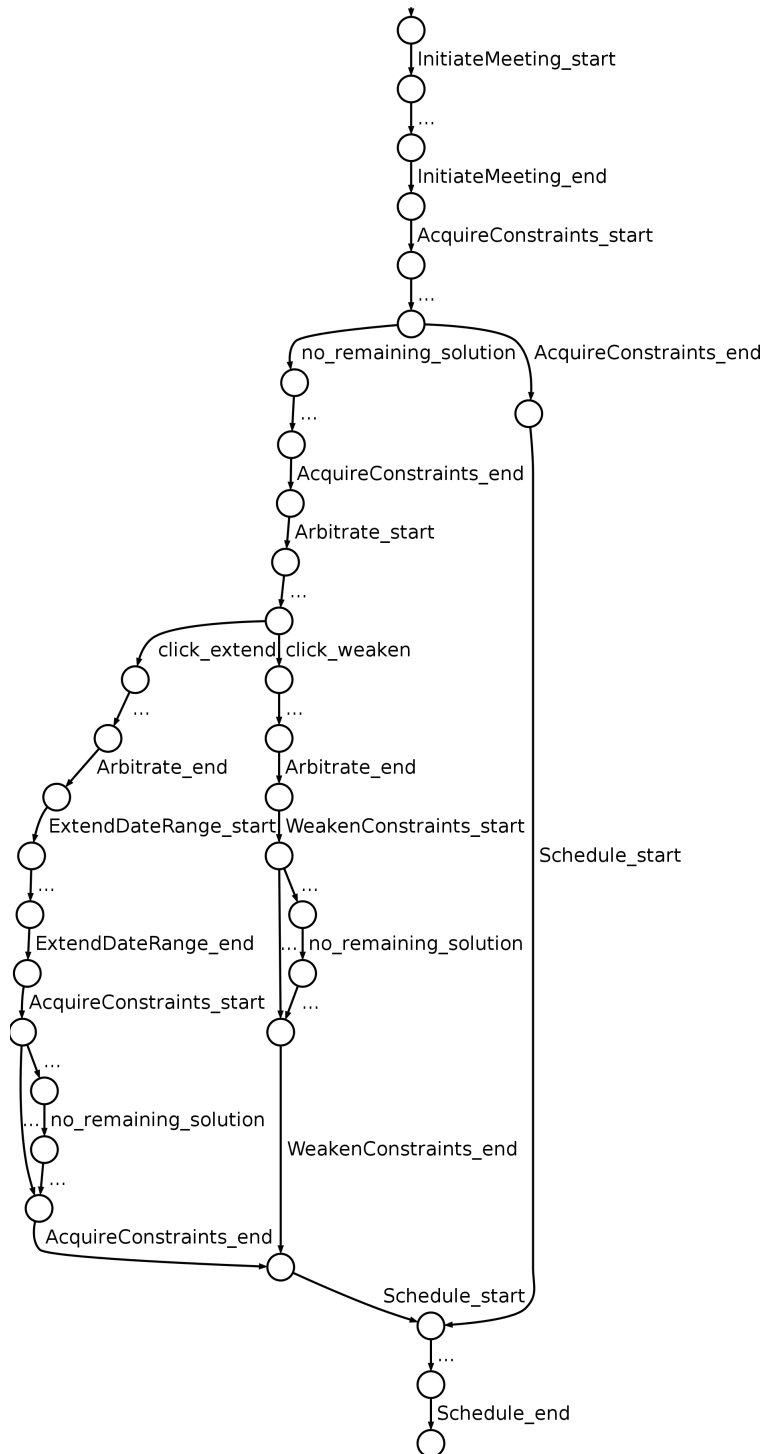 InitiateMeeting_start
...
InitiateMeeting_end
AcquireConstraints_start
...
no_remaining_solution AcquireConstraints_end
...
AcquireConstraints_end
Arbitrate_start
...
click_extend click_weaken
... ...
Arbitrate_end Arbitrate_end
ExtendDateRange_start WeakenConstraints_start Schedule_start
... ...
ExtendDateRange_end ... no_remaining_solution
AcquireConstraints_start ...
...
... no_remaining_solution WeakenConstraints_end
...
AcquireConstraints_end
Schedule_start
...
Schedule_end